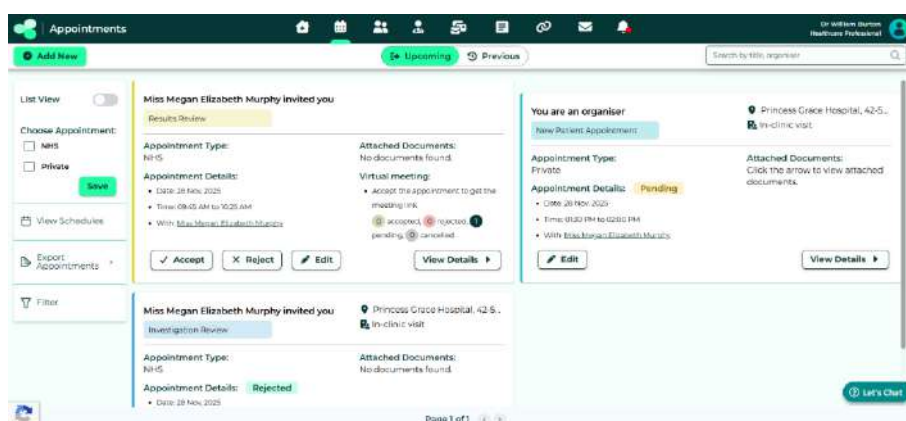 Appointments
Dr William Burton
Healthcare Professional
Add New
Upcoming
Previous
Search by title, organiser
List View
Choose Appointment:
NHS
Private
Save
View Schedules
Export Appointments
Filter
Miss Megan Elizabeth Murphy invited you
Results Review
Appointment Type:
NHS
Appointment Details:
Date: 28 Nov, 2025
Time: 09:45 AM to 10:25 AM
With Miss Megan Elizabeth Murphy
Attached Documents:
No documents found.
Virtual meeting:
Accept the appointment to get the
meeting link
0 accepted, 0 rejected, 1
pending, 0 cancelled.
Accept
Reject
Edit
View Details
You are an organiser
New Patient Appointment
Princess Grace Hospital, 42-5...
In-clinic visit
Appointment Type:
Private
Appointment Details: Pending
Date: 28 Nov, 2025
Time: 01:30 PM to 02:00 PM
With Miss Megan Elizabeth Murphy
Attached Documents:
Click the arrow to view attached
documents.
Edit
View Details
Miss Megan Elizabeth Murphy invited you
Investigation Review
Princess Grace Hospital, 42-5...
In-clinic visit
Appointment Type:
NHS
Appointment Details: Rejected
Date: 28 Nov, 2025
Attached Documents:
No documents found.
Let's Chat
Page 1 of 1